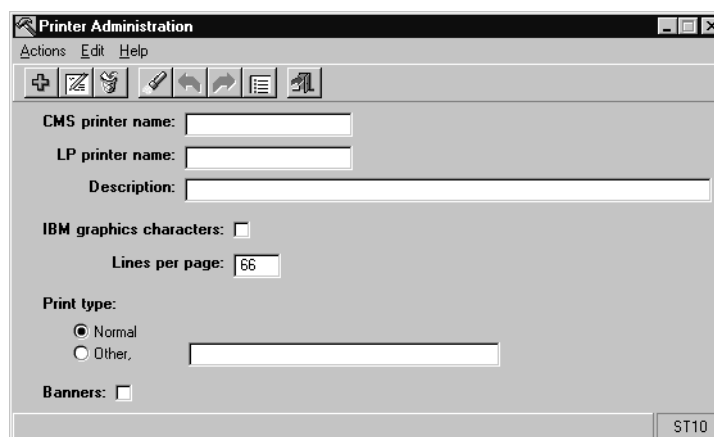 Printer Administration
Actions Edit Help
CMS printer name:
LP printer name:
Description:
IBM graphics characters:
Lines per page: 66
Print type:
Normal
Other,
Banners:
ST10